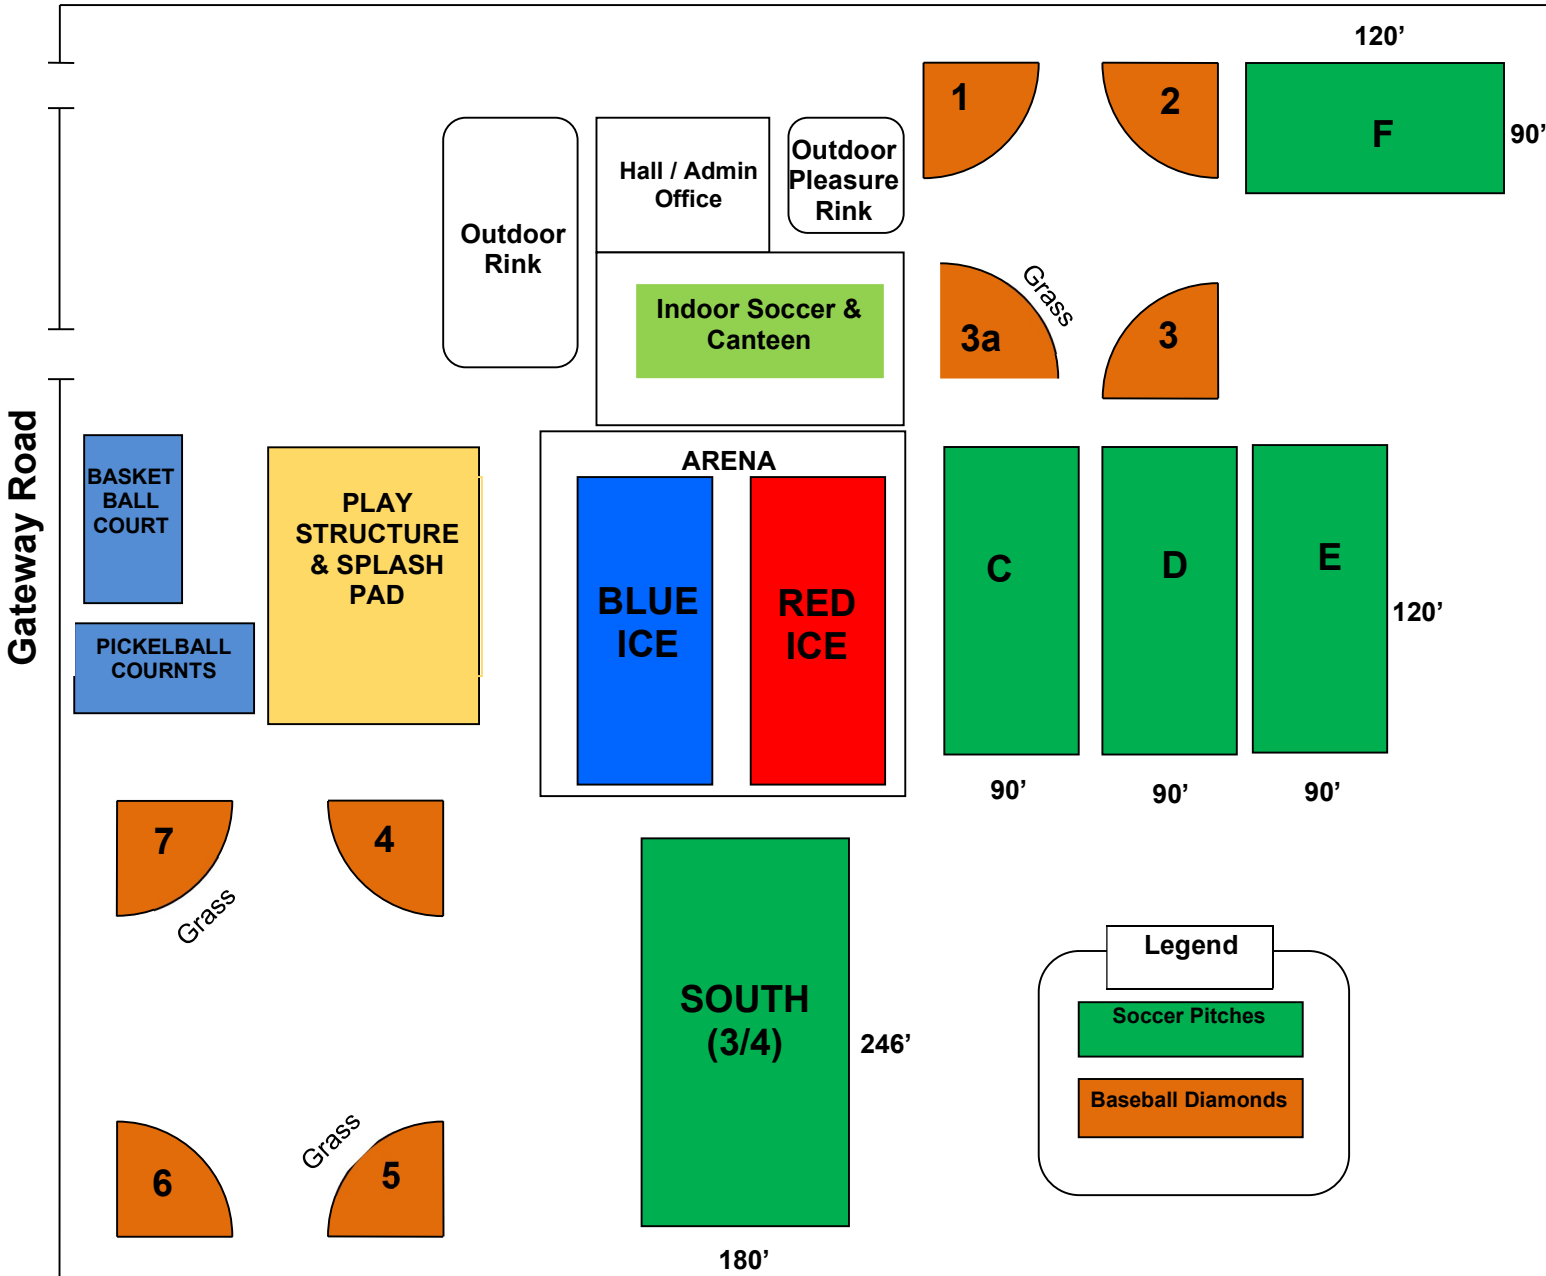 120’
1
2
F
90’
Hall / Admin
Office
Outdoor
Pleasure
Rink
Outdoor
Rink
Indoor Soccer &
Canteen
3a
Grass
3
Gateway Road
BASKET
BALL
COURT
PLAY
STRUCTURE
& SPLASH
PAD
PICKELBALL
COURNTS
ARENA
BLUE
ICE
RED
ICE
C
D
E
120’
90’
90’
90’
7
Grass
4
SOUTH
(3/4)
246’
180’
6
Grass
5
Legend
Soccer Pitches
Baseball Diamonds